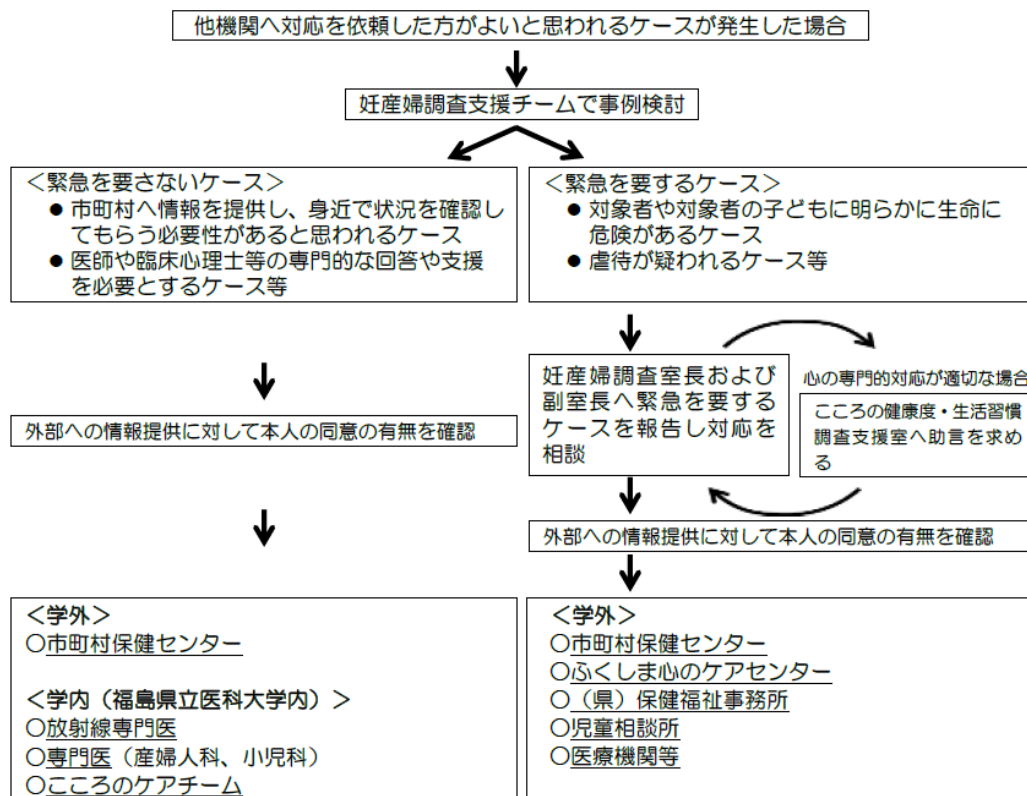 他機関へ対応を依頼した方がよいと思われるケースが発生した場合
妊産婦調査支援チームで事例検討
＜緊急を要さないケース＞
● 市町村へ情報を提供し、身近で状況を確認し
てもらう必要性があると思われるケース
● 医師や臨床心理士等の専門的な回答や支援
を必要とするケース等
外部への情報提供に対して本人の同意の有無を確認
＜学外＞
○市町村保健センター
＜学内（福島県立医科大学内）＞
○放射線専門医
○専門医（産婦人科、小児科）
○こころのケアチーム
＜緊急を要するケース＞
● 対象者や対象者の子どもに明らかに生命に
危険があるケース
● 虐待が疑われるケース等
妊産婦調査室長および
副室長へ緊急を要する
ケースを報告し対応を
相談
心の専門的対応が適切な場合
こころの健康度・生活習慣
調査支援室へ助言を求め
る
外部への情報提供に対して本人の同意の有無を確認
＜学外＞
○市町村保健センター
○ふくしま心のケアセンター
○（県）保健福祉事務所
○児童相談所
○医療機関等